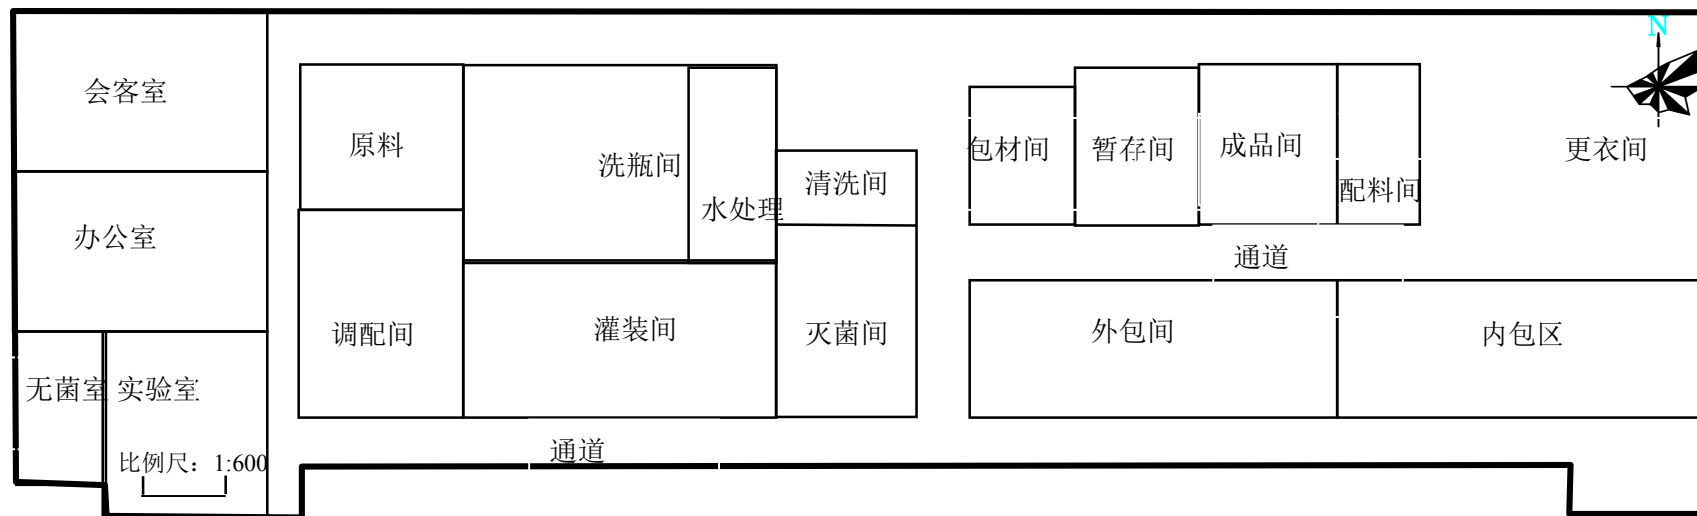 N
会客室
原料
洗瓶间
水处理
清洗间
包材间
暂存间
成品间
配料间
更衣间
办公室
通道
调配间
灌装间
灭菌间
外包间
内包区
无菌室
实验室
通道
比例尺：1:600